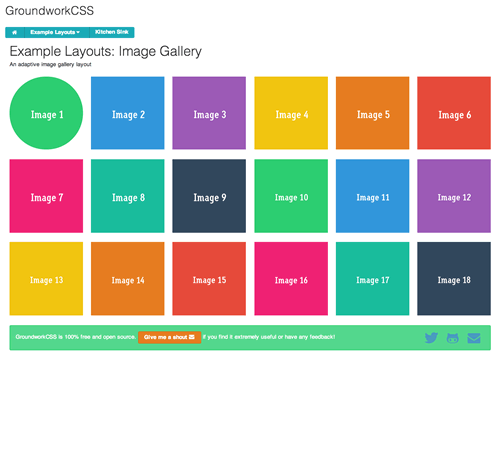 GroundworkCSS
Example Layouts Kitchen Sink
Example Layouts: Image Gallery
An adaptive image gallery layout
Image 1 Image 2 Image 3 Image 4 Image 5 Image 6
Image 7 Image 8 Image 9 Image 10 Image 11 Image 12
Image 13 Image 14 Image 15 Image 16 Image 17 Image 18
GroundworkCSS is 100% free and open source. Give me a shout if you find it extremely useful or have any feedback!